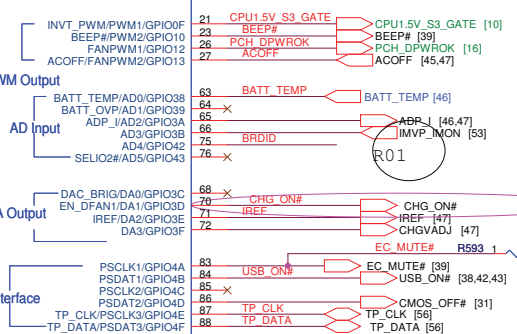 INVT_PWM/PWM1/GPIO0F 21 CPU1.5V_S3_GATE CPU1.5V_S3_GATE [10]
BEEP#/PWM2/GPIO10 23 BEEP# BEEP# [39]
FANPWM1/GPIO12 26 PCH_DPWROK PCH_DPWROK [16]
ACOFF/FANPWM2/GPIO13 27 ACOFF ACOFF [45,47]
WM Output
BATT_TEMP/AD0/GPIO38 63 BATT_TEMP BATT_TEMP [46]
BATT_OVP/AD1/GPIO39 64
ADP_I/AD2/GPIO3A 65 ADP_I [46,47]
AD Input
AD3/GPIO3B 66 IMVP_IMON [53]
AD4/GPIO42 75 BRDID
SELIO2#/AD5/GPIO43 76
R01
DAC_BRIG/DA0/GPIO3C 68
EN_DFAN1/DA1/GPIO3D 70 CHG_ON# CHG_ON#
A Output
IREF/DA2/GPIO3E 71 IREF IREF [47]
DA3/GPIO3F 72 CHGVADJ [47]
EC_MUTE# R593 1
PSCLK1/GPIO4A 83 EC_MUTE# [39]
PSDAT1/GPIO4B 84 USB_ON# USB_ON# [38,42,43]
PSCLK2/GPIO4C 85
nterface
PSDAT2/GPIO4D 86 CMOS_OFF# [31]
TP_CLK/PSCLK3/GPIO4E 87 TP_CLK TP_CLK [56]
TP_DATA/PSDAT3/GPIO4F 88 TP_DATA TP_DATA [56]